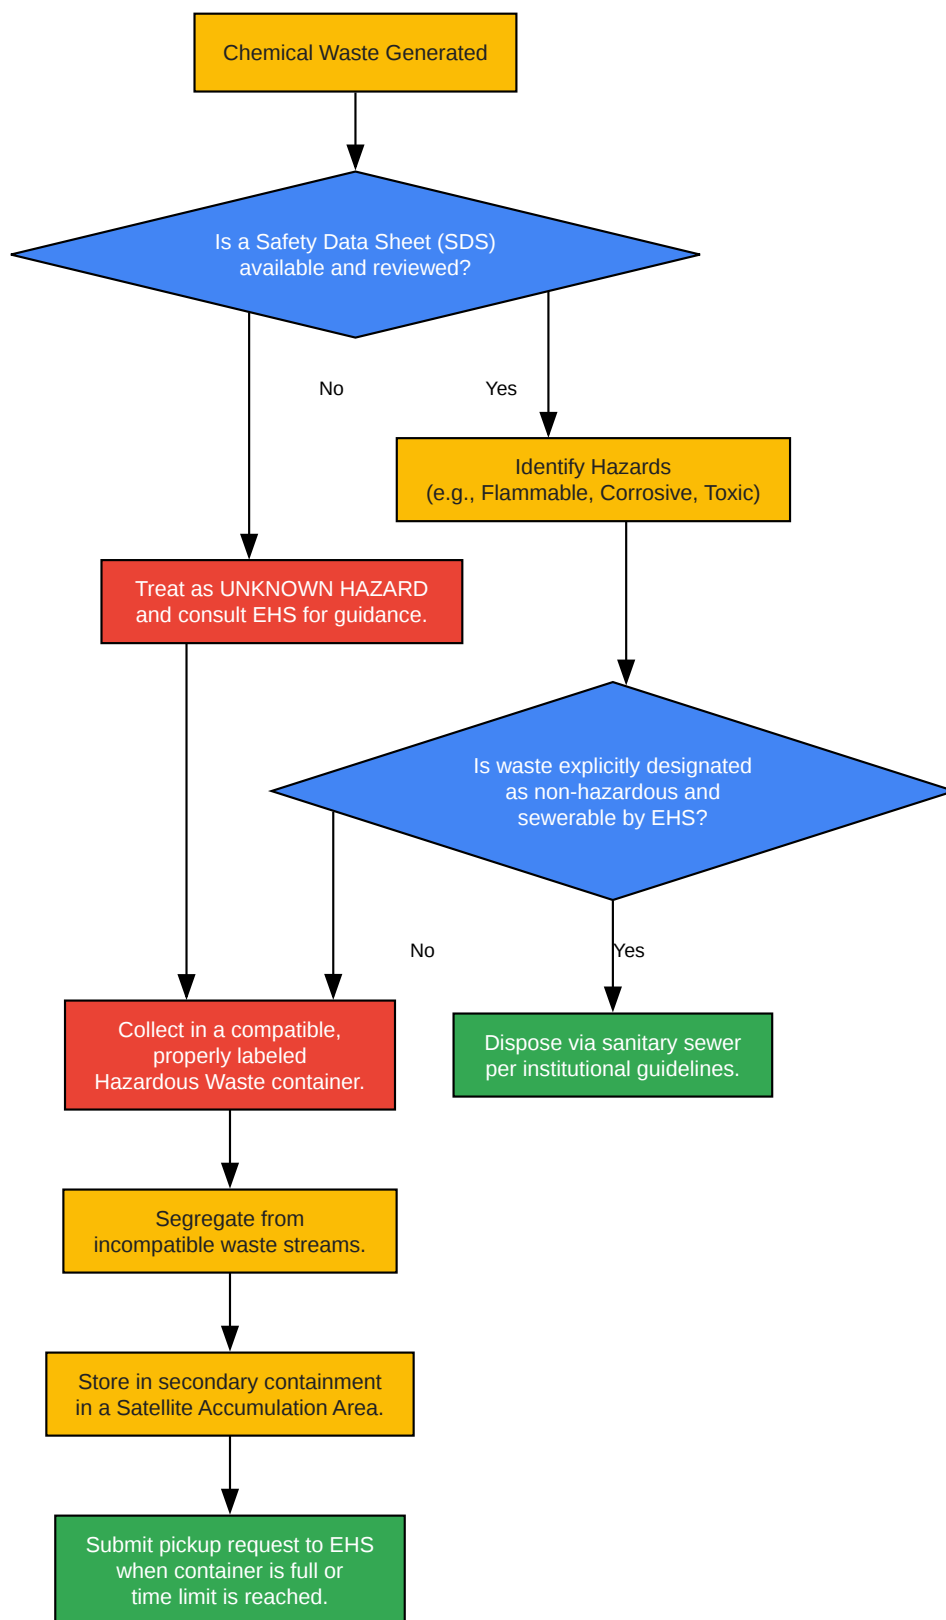 Chemical Waste Generated
Is a Safety Data Sheet (SDS)
available and reviewed?
No
Yes
Identify Hazards
(e.g., Flammable, Corrosive, Toxic)
Treat as UNKNOWN HAZARD
and consult EHS for guidance.
Is waste explicitly designated
as non-hazardous and
sewerable by EHS?
No
Yes
Collect in a compatible,
properly labeled
Hazardous Waste container.
Dispose via sanitary sewer
per institutional guidelines.
Segregate from
incompatible waste streams.
Store in secondary containment
in a Satellite Accumulation Area.
Submit pickup request to EHS
when container is full or
time limit is reached.